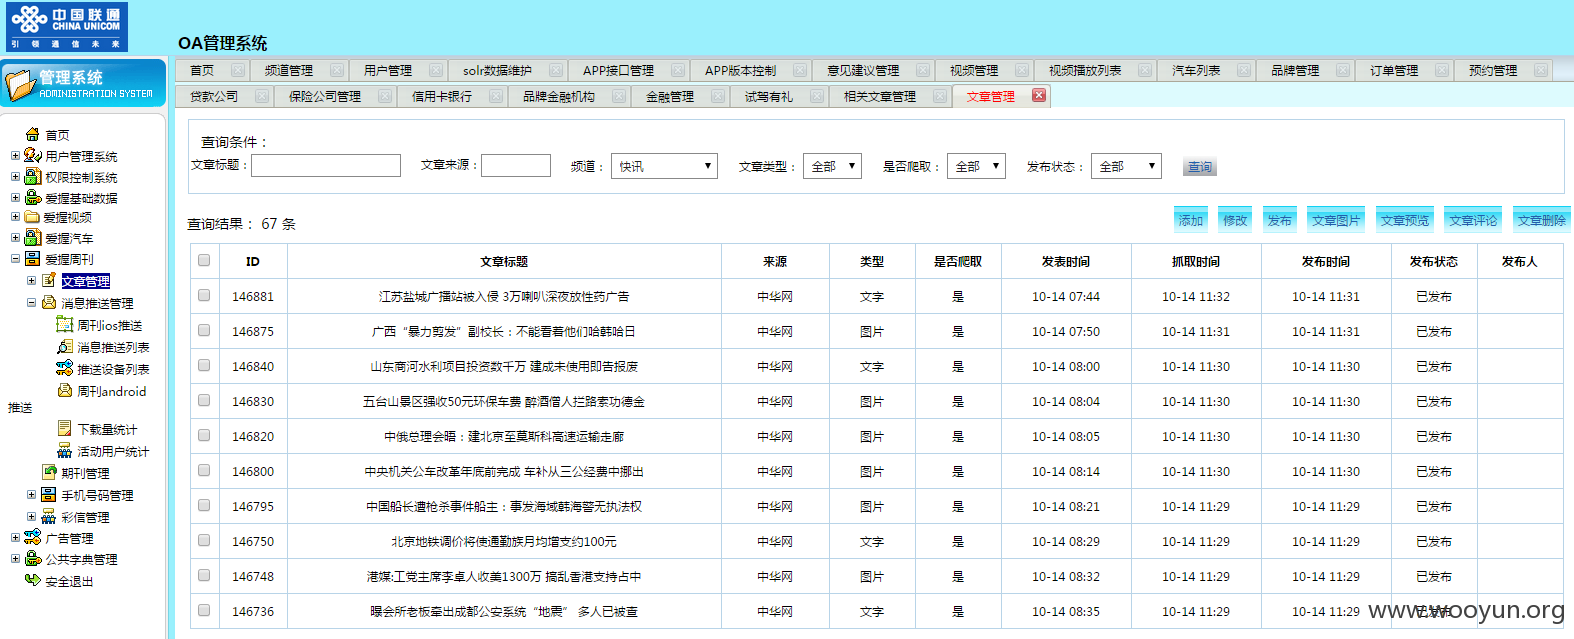 中国联通
CHINA UNICOM
引 领 通 信 未 来
OA管理系统
管理系统
ADMINISTRATION SYSTEM
首页 频道管理 用户管理 solr数据维护 APP接口管理 APP版本控制 意见建议管理 视频管理 视频播放列表 汽车列表 品牌管理 订单管理 预约管理
贷款公司 保险公司管理 信用卡银行 品牌金融机构 金融管理 试驾有礼 相关文章管理 文章管理
首页
用户管理系统
权限控制系统
爱握基础数据
爱握视频
爱握汽车
爱握周刊
文章管理
消息推送管理
周刊ios推送
消息推送列表
推送设备列表
周刊android
推送
下载量统计
活动用户统计
期刊管理
手机号码管理
彩信管理
广告管理
公共字典管理
安全退出
查询条件：
文章标题： 文章来源： 频道： 快讯 文章类型： 全部 是否爬取： 全部 发布状态： 全部 查询
查询结果： 67 条
添加 修改 发布 文章图片 文章预览 文章评论 文章删除
ID 文章标题 来源 类型 是否爬取 发表时间 抓取时间 发布时间 发布状态 发布人
146881 江苏盐城广播站被入侵 3万喇叭深夜放性药广告 中华网 文字 是 10-14 07:44 10-14 11:32 10-14 11:31 已发布
146875 广西“暴力剪发”副校长：不能看着他们哈韩哈日 中华网 图片 是 10-14 07:50 10-14 11:31 10-14 11:31 已发布
146840 山东商河水利项目投资数千万 建成未使用即告报废 中华网 文字 是 10-14 08:00 10-14 11:30 10-14 11:30 已发布
146830 五台山景区强收50元环保车费 醉酒僧人拦路索功德金 中华网 图片 是 10-14 08:04 10-14 11:30 10-14 11:30 已发布
146820 中俄总理会晤：建北京至莫斯科高速运输走廊 中华网 图片 是 10-14 08:05 10-14 11:30 10-14 11:30 已发布
146800 中央机关公车改革年底前完成 车补从三公经费中挪出 中华网 图片 是 10-14 08:14 10-14 11:30 10-14 11:30 已发布
146795 中国船长遭枪杀事件船主：事发海域韩海警无执法权 中华网 图片 是 10-14 08:21 10-14 11:29 10-14 11:29 已发布
146750 北京地铁调价将使通勤族月均增支约100元 中华网 文字 是 10-14 08:29 10-14 11:29 10-14 11:29 已发布
146748 港媒:工党主席李卓人收美1300万 搞乱香港支持占中 中华网 图片 是 10-14 08:32 10-14 11:29 10-14 11:29 已发布
146736 曝会所老板牵出成都公安系统“地震” 多人已被查 中华网 文字 是 10-14 08:35 10-14 11:29 10-14 11:29 已发布
www.wooyun.org